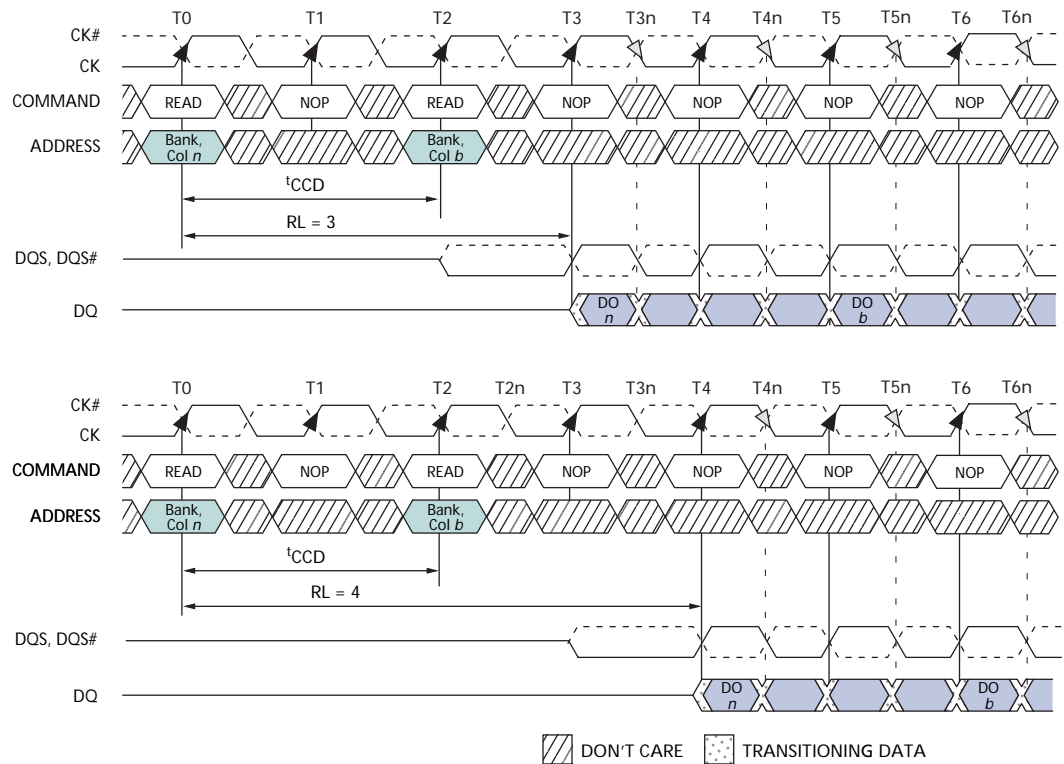 T0 T1 T2 T3 T3n T4 T4n T5 T5n T6 T6n
CK#
CK
COMMAND READ NOP READ NOP NOP NOP NOP
ADDRESS Bank, Col n Bank, Col b
tCCD
RL = 3
DQS, DQS#
DQ DO n DO b
T0 T1 T2 T2n T3 T3n T4 T4n T5 T5n T6 T6n
CK#
CK
COMMAND READ NOP READ NOP NOP NOP NOP
ADDRESS Bank, Col n Bank, Col b
tCCD
RL = 4
DQS, DQS#
DQ DO n DO b
DON'T CARE TRANSITIONING DATA